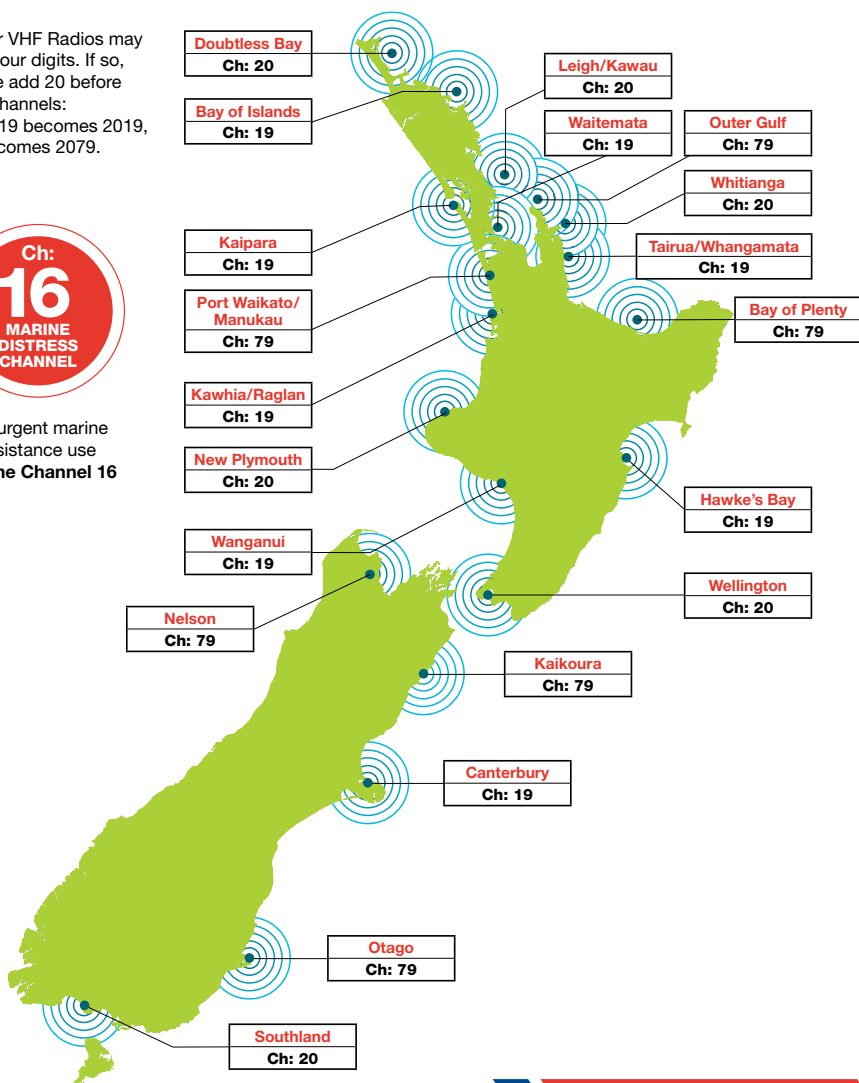 r VHF Radios may
our digits. If so,
e add 20 before
hannels:
19 becomes 2019,
comes 2079.
Ch:
16
MARINE
DISTRESS
CHANNEL
urgent marine
sistance use
ne Channel 16
Doubtless Bay
Ch: 20
Bay of Islands
Ch: 19
Leigh/Kawau
Ch: 20
Waitemata
Ch: 19
Outer Gulf
Ch: 79
Whitianga
Ch: 20
Kaipara
Ch: 19
Tairua/Whangamata
Ch: 19
Port Waikato/
Manukau
Ch: 79
Bay of Plenty
Ch: 79
Kawhia/Raglan
Ch: 19
New Plymouth
Ch: 20
Hawke's Bay
Ch: 19
Wanganui
Ch: 19
Wellington
Ch: 20
Nelson
Ch: 79
Kaikoura
Ch: 79
Canterbury
Ch: 19
Otago
Ch: 79
Southland
Ch: 20